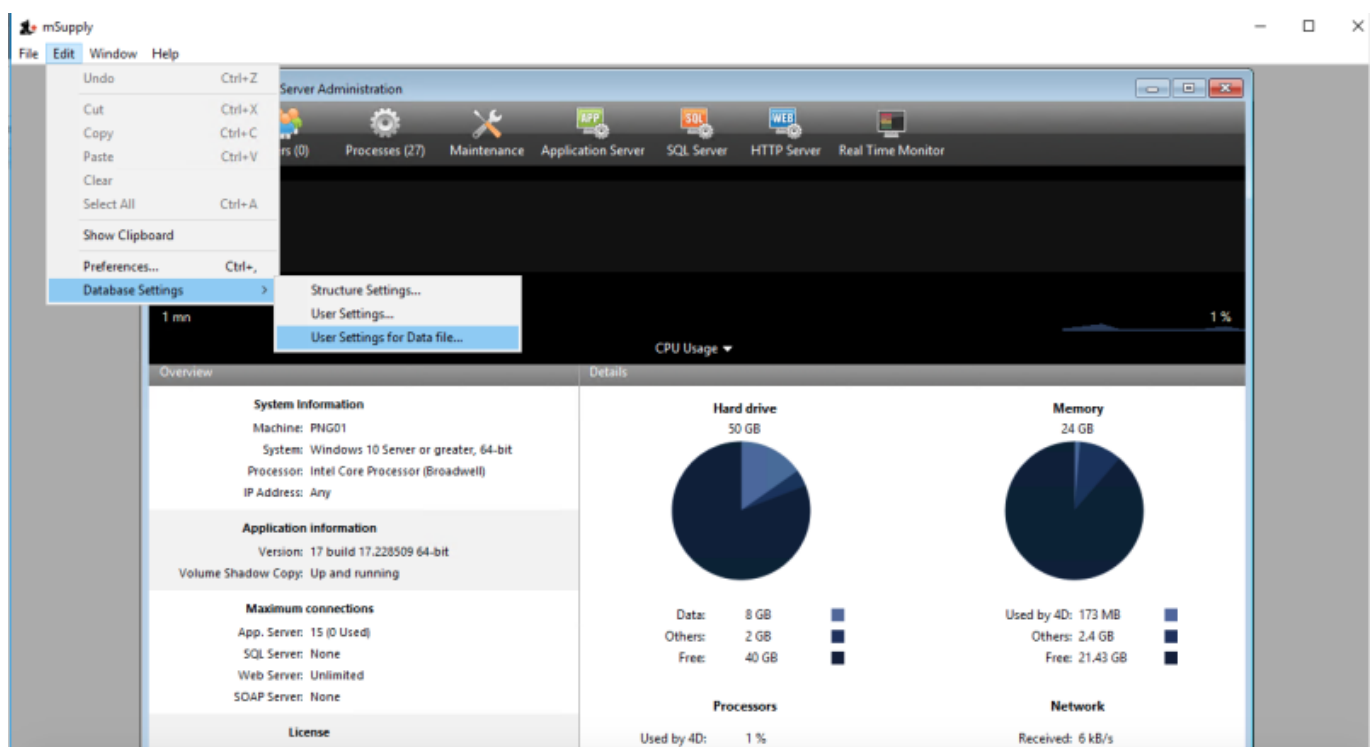 mSupply
File Edit Window Help
Undo Ctrl+Z
Cut Ctrl+X
Copy Ctrl+C
Paste Ctrl+V
Clear
Select All Ctrl+A
Show Clipboard
Preferences... Ctrl+,
Database Settings >
Structure Settings...
User Settings...
User Settings for Data file...
Server Administration
APP SQL WEB
rs (0) Processes (27) Maintenance Application Server SQL Server HTTP Server Real Time Monitor
1 mn 1 %
CPU Usage
Overview
System Information
Machine: PNG01
System: Windows 10 Server or greater, 64-bit
Processor: Intel Core Processor (Broadwell)
IP Address: Any
Application information
Version: 17 build 17.228509 64-bit
Volume Shadow Copy: Up and running
Maximum connections
App. Server: 15 (0 Used)
SQL Server: None
Web Server: Unlimited
SOAP Server: None
License
Details
Hard drive
50 GB
Data: 8 GB
Others: 2 GB
Free: 40 GB
Memory
24 GB
Used by 4D: 173 MB
Others: 2.4 GB
Free: 21.43 GB
Processors
Used by 4D: 1 %
Network
Received: 6 kB/s